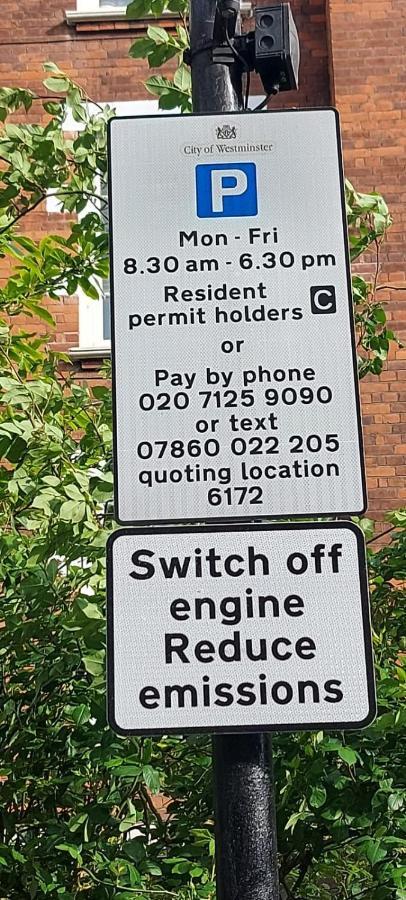 City of Westminster
P
Mon - Fri
8.30 am - 6.30 pm
Resident
permit holders C
or
Pay by phone
020 7125 9090
or text
07860 022 205
quoting location
6172
Switch off
engine
Reduce
emissions